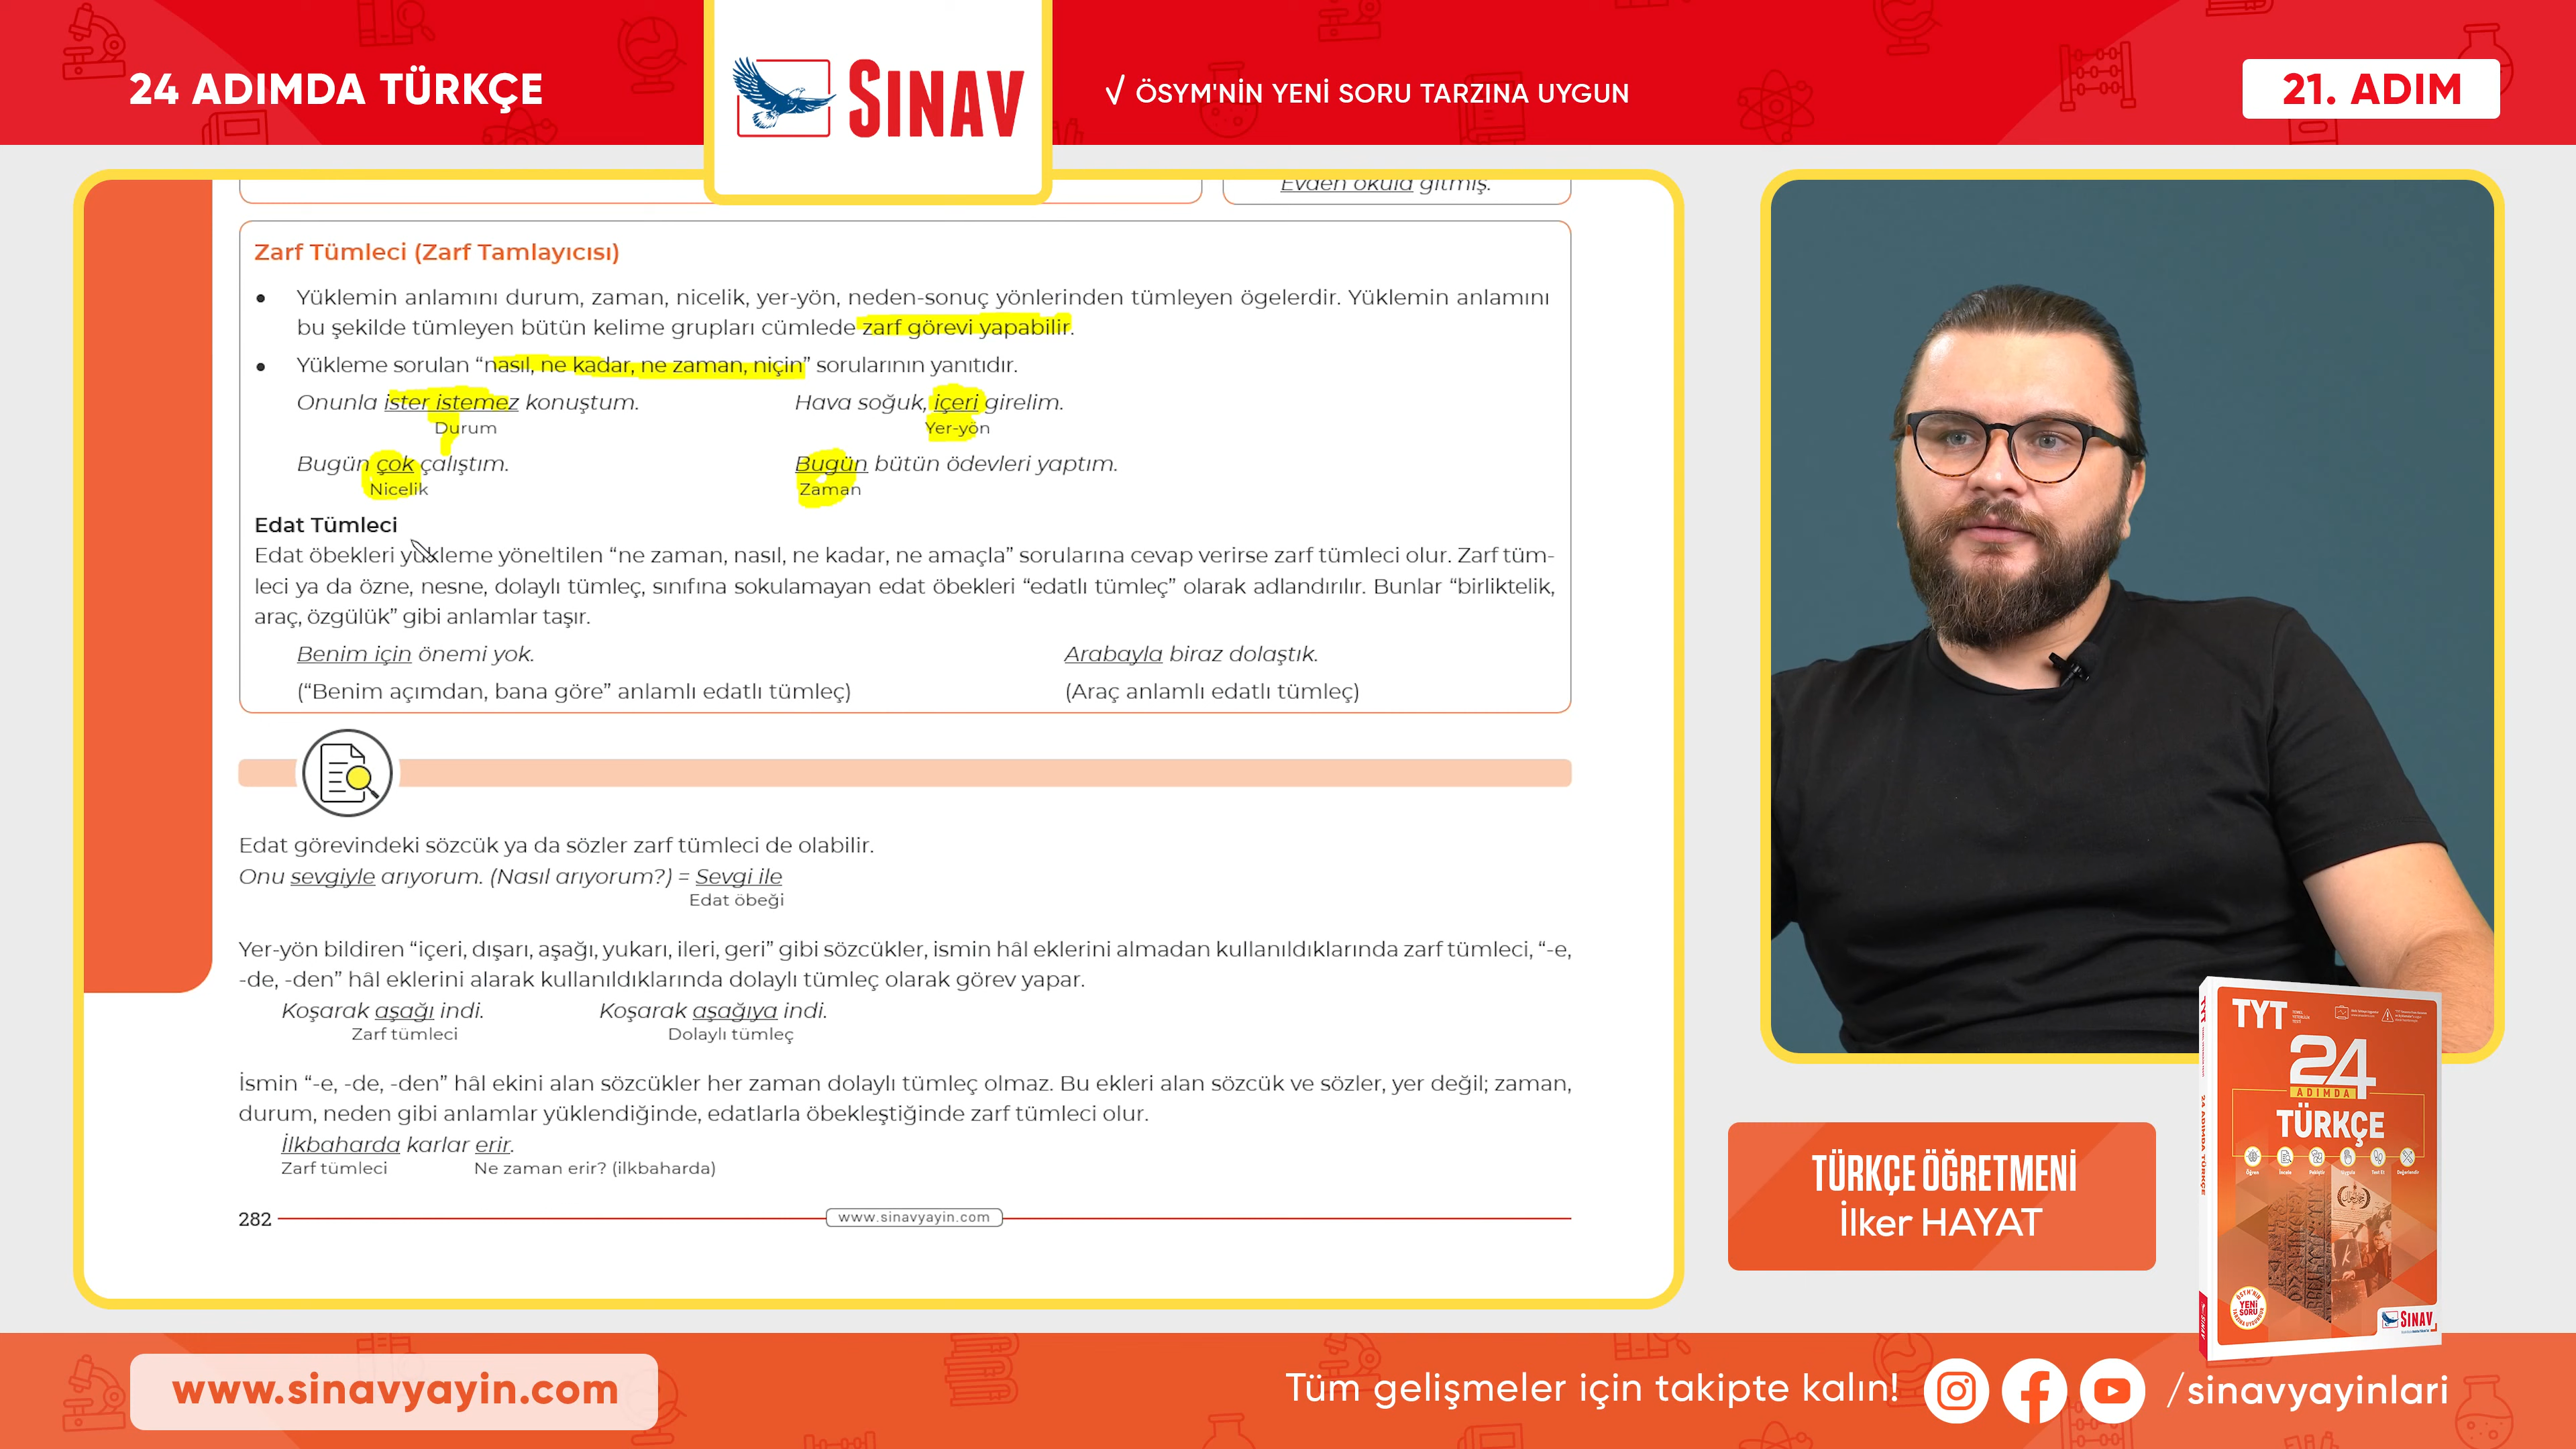 24 ADIMDA TÜRKÇE
SINAV
√ ÖSYM'NİN YENİ SORU TARZINA UYGUN
21. ADIM
Evden okula gitmiş.
Zarf Tümleci (Zarf Tamlayıcısı)
• Yüklemin anlamını durum, zaman, nicelik, yer-yön, neden-sonuç yönlerinden tümleyen ögelerdir. Yüklemin anlamını
bu şekilde tümleyen bütün kelime grupları cümlede zarf görevi yapabilir.
• Yükleme sorulan “nasıl, ne kadar, ne zaman, niçin” sorularının yanıtıdır.
Onunla ister istemez konuştum. Hava soğuk, içeri girelim.
Durum Yer-yön
Bugün çok çalıştım. Bugün bütün ödevleri yaptım.
Nicelik Zaman
Edat Tümleci
Edat öbekleri yükleme yöneltilen “ne zaman, nasıl, ne kadar, ne amaçla” sorularına cevap verirse zarf tümleci olur. Zarf tüm-
leci ya da özne, nesne, dolaylı tümleç, sınıfına sokulamayan edat öbekleri “edatlı tümleç” olarak adlandırılır. Bunlar “birliktelik,
araç, özgülük” gibi anlamlar taşır.
Benim için önemi yok. Arabayla biraz dolaştık.
(“Benim açımdan, bana göre” anlamlı edatlı tümleç) (Araç anlamlı edatlı tümleç)
Edat görevindeki sözcük ya da sözler zarf tümleci de olabilir.
Onu sevgiyle arıyorum. (Nasıl arıyorum?) = Sevgi ile
Edat öbeği
Yer-yön bildiren “içeri, dışarı, aşağı, yukarı, ileri, geri” gibi sözcükler, ismin hâl eklerini almadan kullanıldıklarında zarf tümleci, “-e,
-de, -den” hâl eklerini alarak kullanıldıklarında dolaylı tümleç olarak görev yapar.
Koşarak aşağı indi. Koşarak aşağıya indi.
Zarf tümleci Dolaylı tümleç
İsmin “-e, -de, -den” hâl ekini alan sözcükler her zaman dolaylı tümleç olmaz. Bu ekleri alan sözcük ve sözler, yer değil; zaman,
durum, neden gibi anlamlar yüklendiğinde, edatlarla öbekleştiğinde zarf tümleci olur.
İlkbaharda karlar erir.
Zarf tümleci Ne zaman erir? (ilkbaharda)
282 www.sinavyayin.com
TÜRKÇE ÖĞRETMENİ
İlker HAYAT
TYT
24
ADIMDA
TÜRKÇE
24 ADIMDA TÜRKÇE
YENİ
SORU
SINAV
www.sinavyayin.com
Tüm gelişmeler için takipte kalın!
/sinavyayinlari